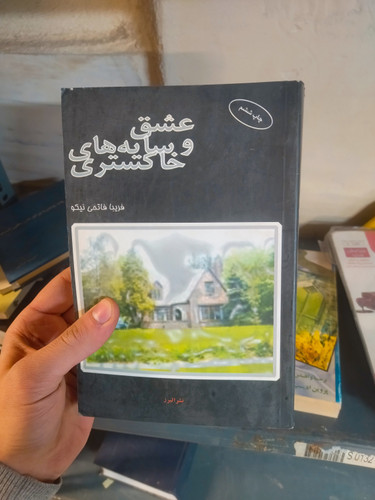 چاپ ششم
عشق
و سایه‌های
خاکستری
فریبا فاتحی نیکو
نشر البرز